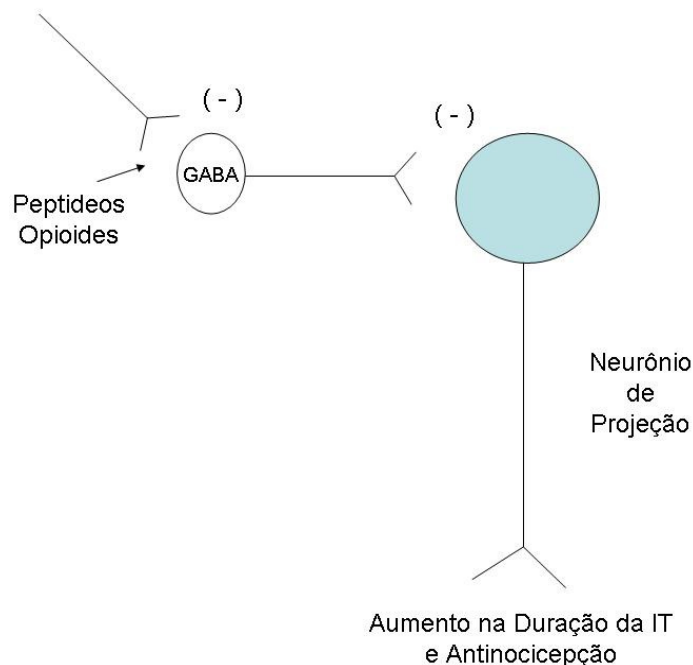 ( - )
( - )
GABA
Peptideos
Opioides
Neurônio
de
Projeção
Aumento na Duração da IT
e Antinocicepção